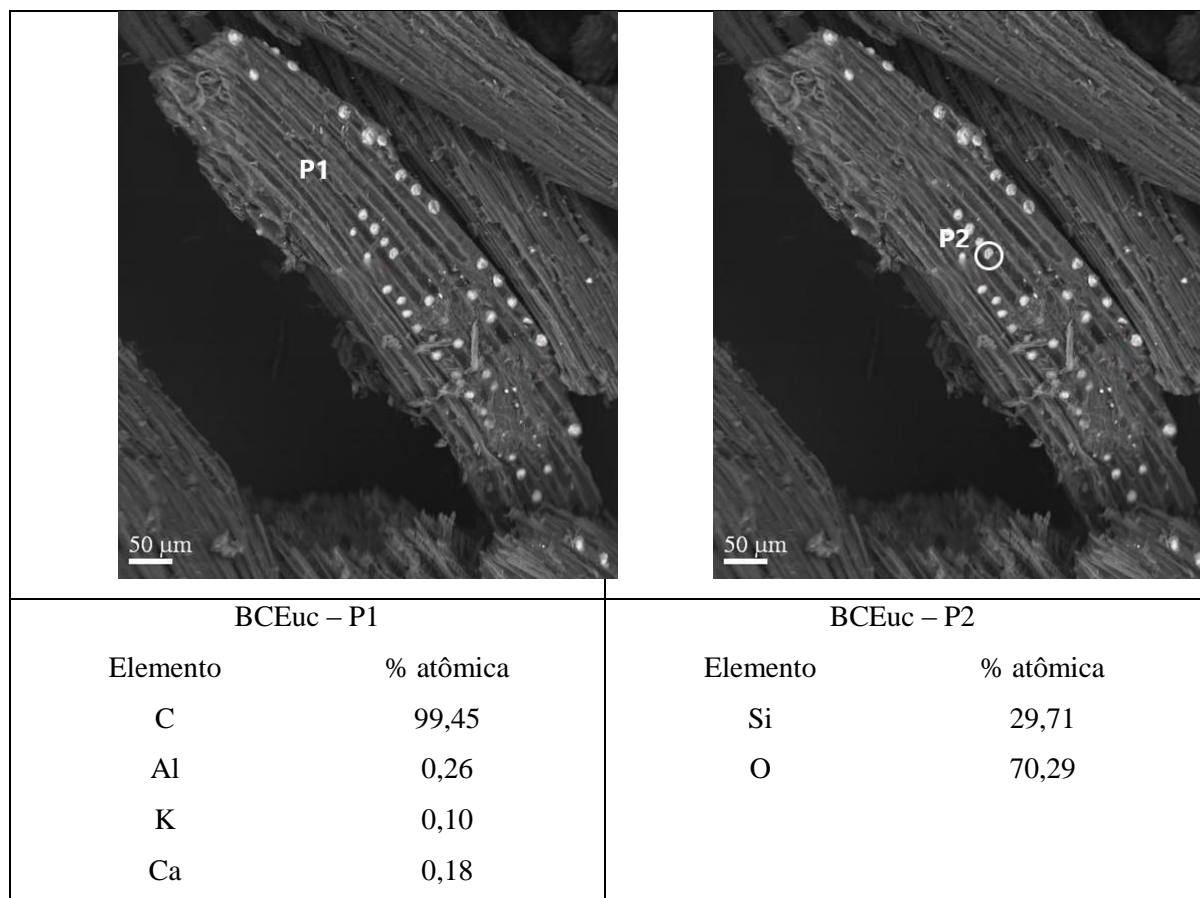 P1
50 µm
P2
50 µm
BCEuc – P1
BCEuc – P2
Elemento % atômica
Elemento % atômica
C 99,45
Si 29,71
Al 0,26
O 70,29
K 0,10
Ca 0,18